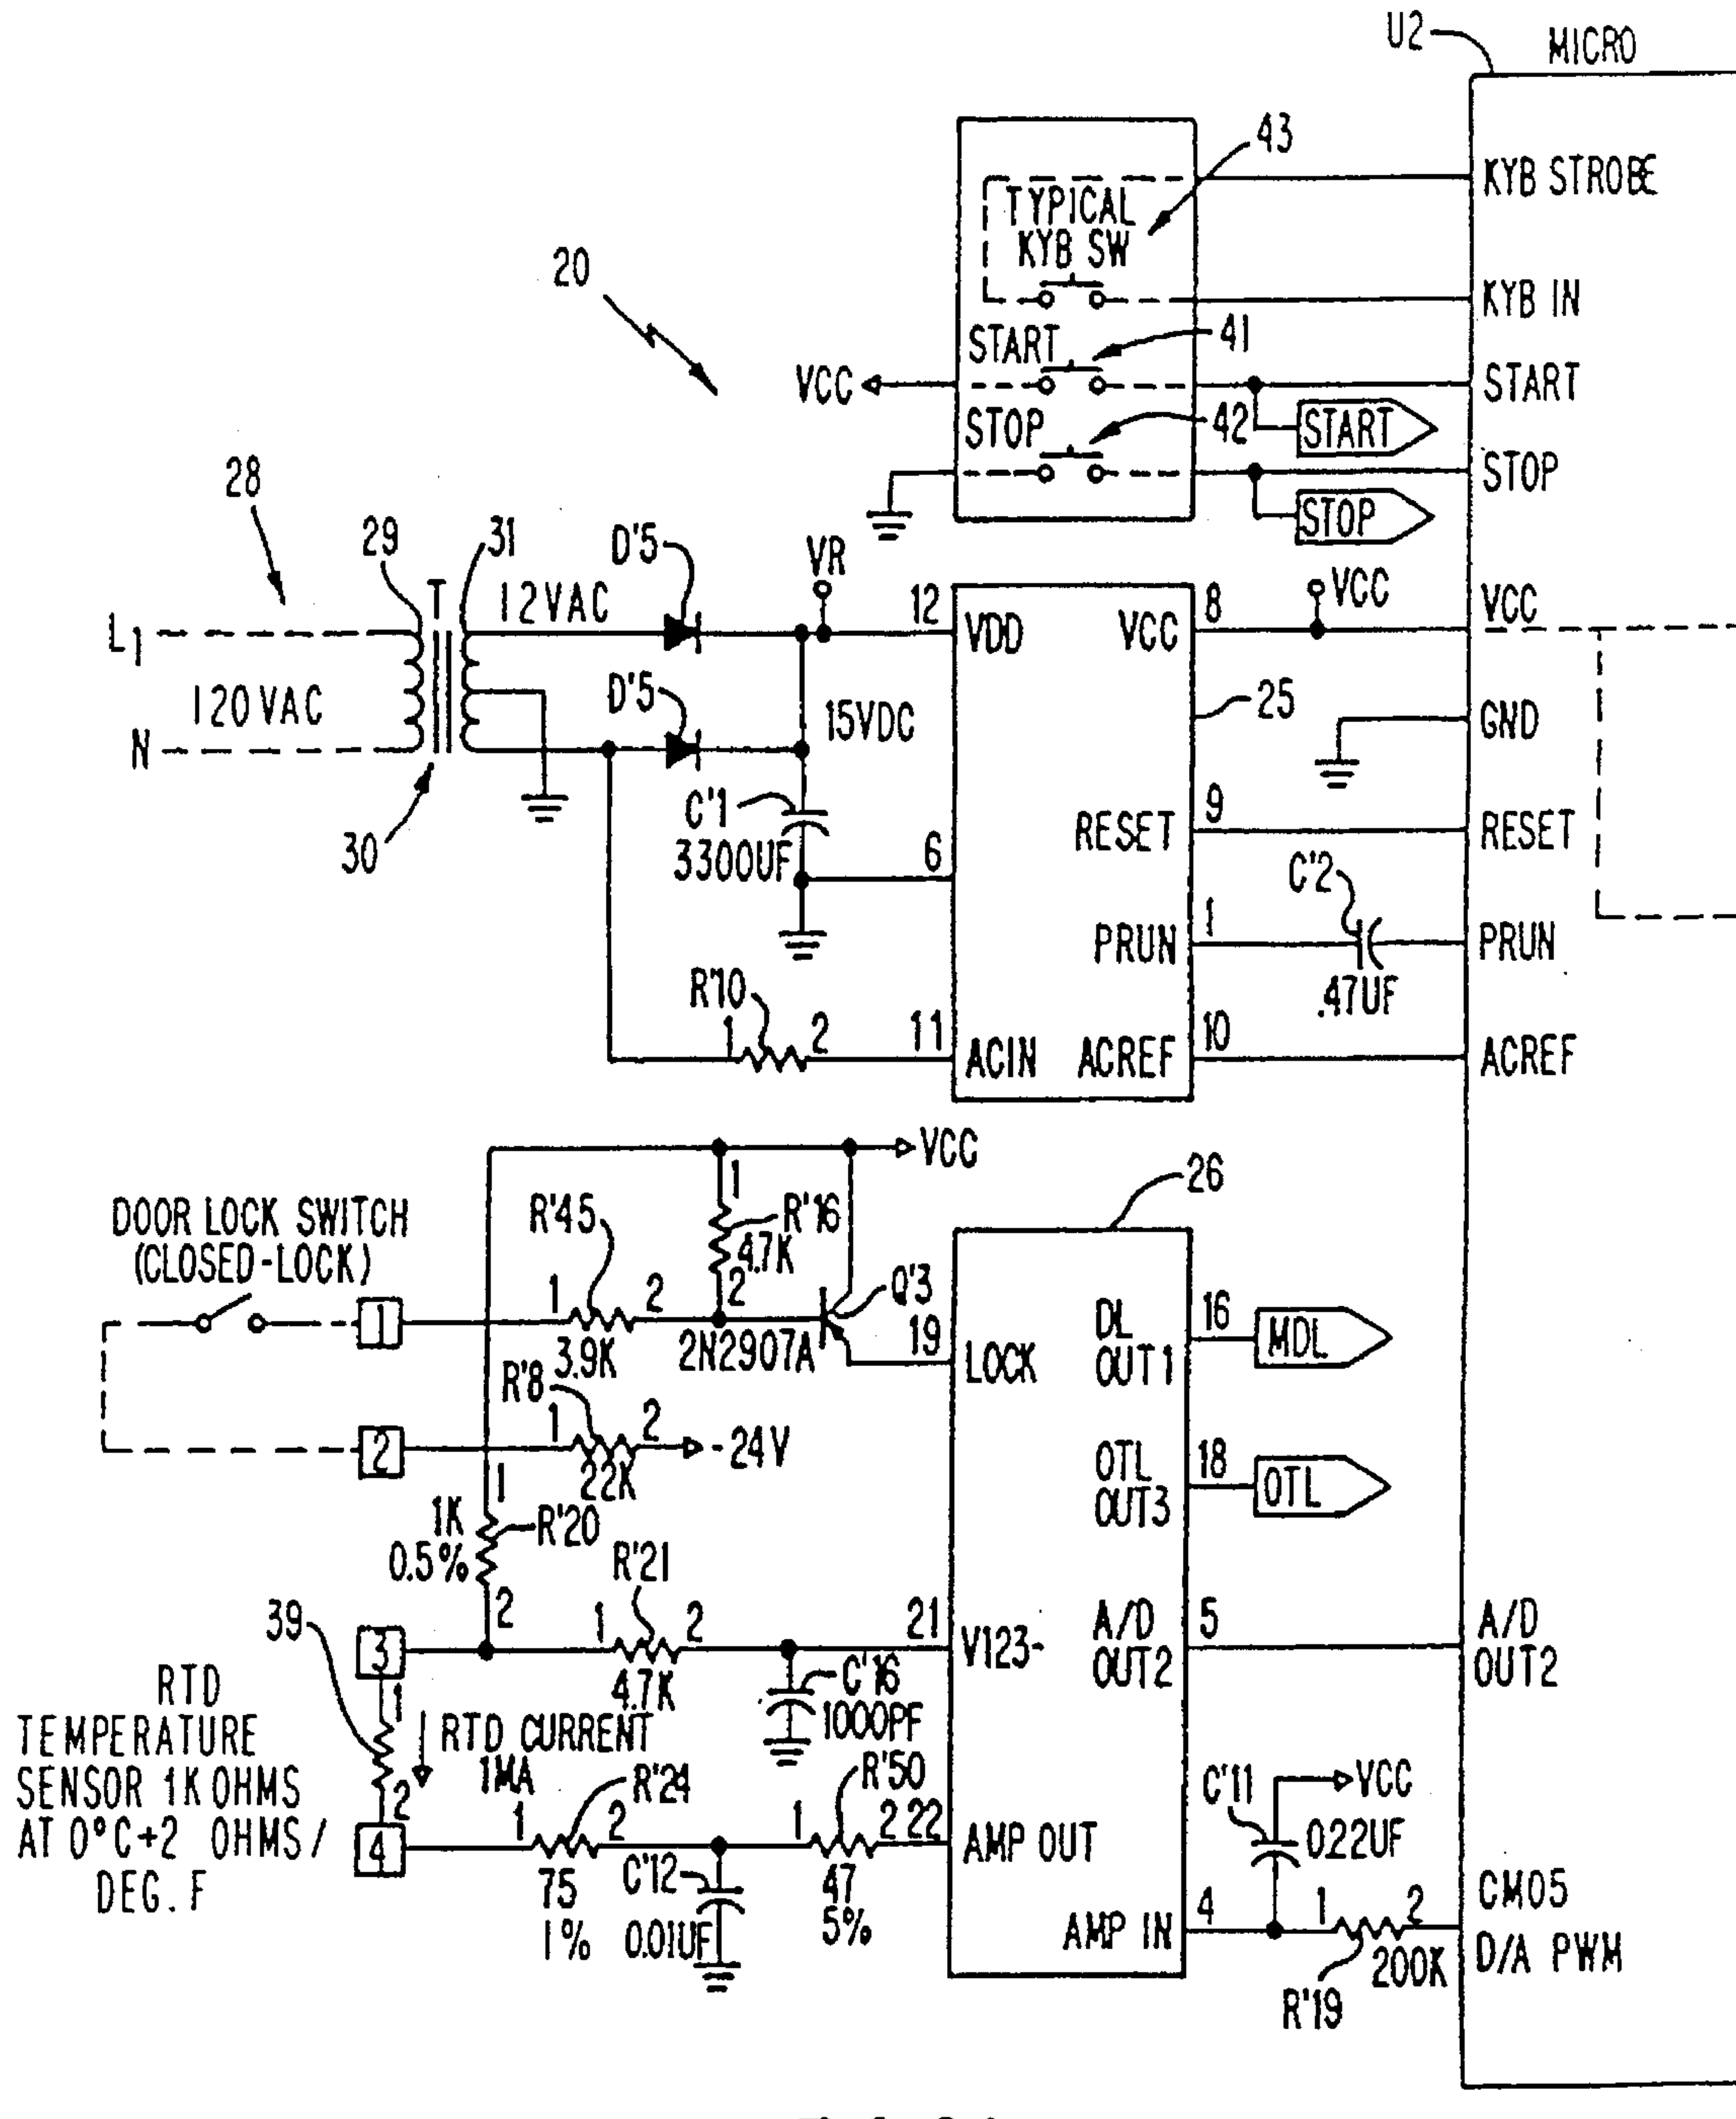 U2
MICRO
43
KYB STROBE
TYPICAL
KYB SW
20
KYB IN
START
41
VCC
START
START
STOP
42
STOP
STOP
28
29
T
31
12VAC
D'5
VR
12
VDD
VCC
8
VCC
VCC
L1
120VAC
N
D'5
15VDC
25
GND
30
C'1
3300UF
6
RESET
9
RESET
C'2
PRUN
1
PRUN
.47UF
R'10
1
2
11
ACIN
ACREF
10
ACREF
VCC
26
DOOR LOCK SWITCH
(CLOSED-LOCK)
R'45
1
R'16
4.7K
2
1
2
1
3.9K
2N2907A
Q'3
19
LOCK
DL
OUT1
16
MDL
R'8
2
1
2
22K
-24V
OTL
OUT3
18
OTL
1
1K
0.5%
R'20
2
39
3
R'21
1
2
4.7K
21
V123-
A/D
OUT2
5
A/D
OUT2
C'16
1000PF
RTD
TEMPERATURE
SENSOR 1K OHMS
AT 0°C+2 OHMS/
DEG. F
1
2
RTD CURRENT
1MA
4
1
R'24
2
75
1%
C'12
0.01UF
R'50
1
2
47
5%
22
AMP OUT
C'11
VCC
022UF
AMP IN
4
1
2
R'19
200K
CM05
D/A PWM